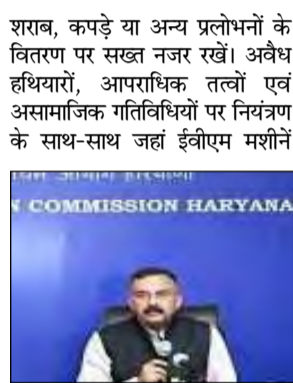 शराब, कपड़े या अन्य प्रलोभनों के
वितरण पर सख्त नजर रखें। अवैध
हथियारों, आपराधिक तत्वों एवं
असामाजिक गतिविधियों पर नियंत्रण
के साथ-साथ जहां ईवीएम मशीनें
COMMISSION HARYANA